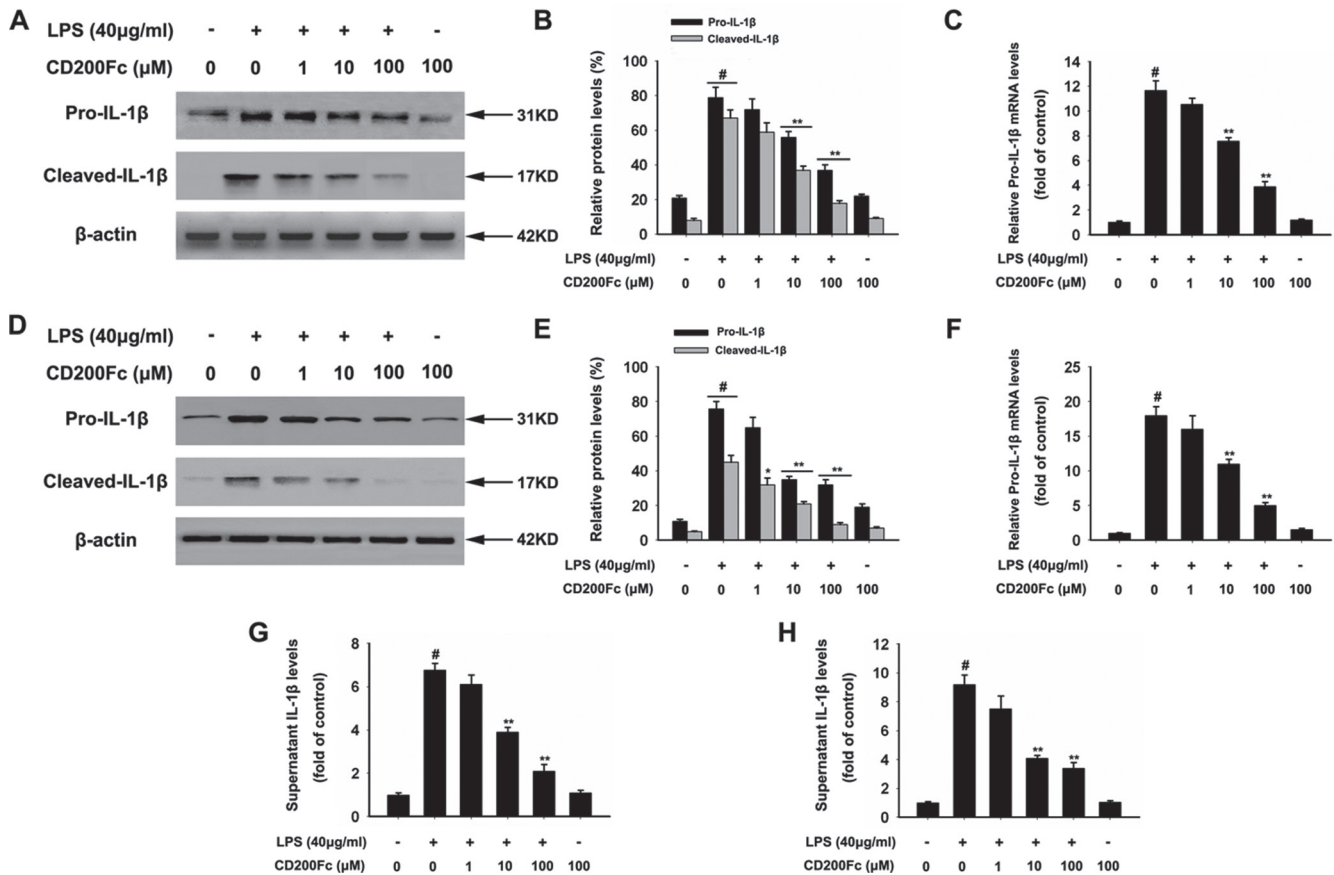 A
LPS (40µg/ml) - + + + + -
CD200Fc (µM) 0 0 1 10 100 100
Pro-IL-1β 31KD
Cleaved-IL-1β 17KD
β-actin 42KD
B
Pro-IL-1β
Cleaved-IL-1β
Relative protein levels (%)
100
80
60
40
20
0
# ** **
LPS (40µg/ml) - + + + + -
CD200Fc (µM) 0 0 1 10 100 100
C
Relative Pro-IL-1β mRNA levels
(fold of control)
14
12
10
8
6
4
2
0
# ** **
LPS (40µg/ml) - + + + + -
CD200Fc (µM) 0 0 1 10 100 100
D
LPS (40µg/ml) - + + + + -
CD200Fc (µM) 0 0 1 10 100 100
Pro-IL-1β 31KD
Cleaved-IL-1β 17KD
β-actin 42KD
E
Pro-IL-1β
Cleaved-IL-1β
Relative protein levels (%)
100
80
60
40
20
0
# * ** **
LPS (40µg/ml) - + + + + -
CD200Fc (µM) 0 0 1 10 100 100
F
Relative Pro-IL-1β mRNA levels
(fold of control)
25
20
15
10
5
0
# ** **
LPS (40µg/ml) - + + + + -
CD200Fc (µM) 0 0 1 10 100 100
G
Supernatant IL-1β levels
(fold of control)
8
6
4
2
0
# ** **
LPS (40µg/ml) - + + + + -
CD200Fc (µM) 0 0 1 10 100 100
H
Supernatant IL-1β levels
(fold of control)
12
10
8
6
4
2
0
# ** **
LPS (40µg/ml) - + + + + -
CD200Fc (µM) 0 0 1 10 100 100